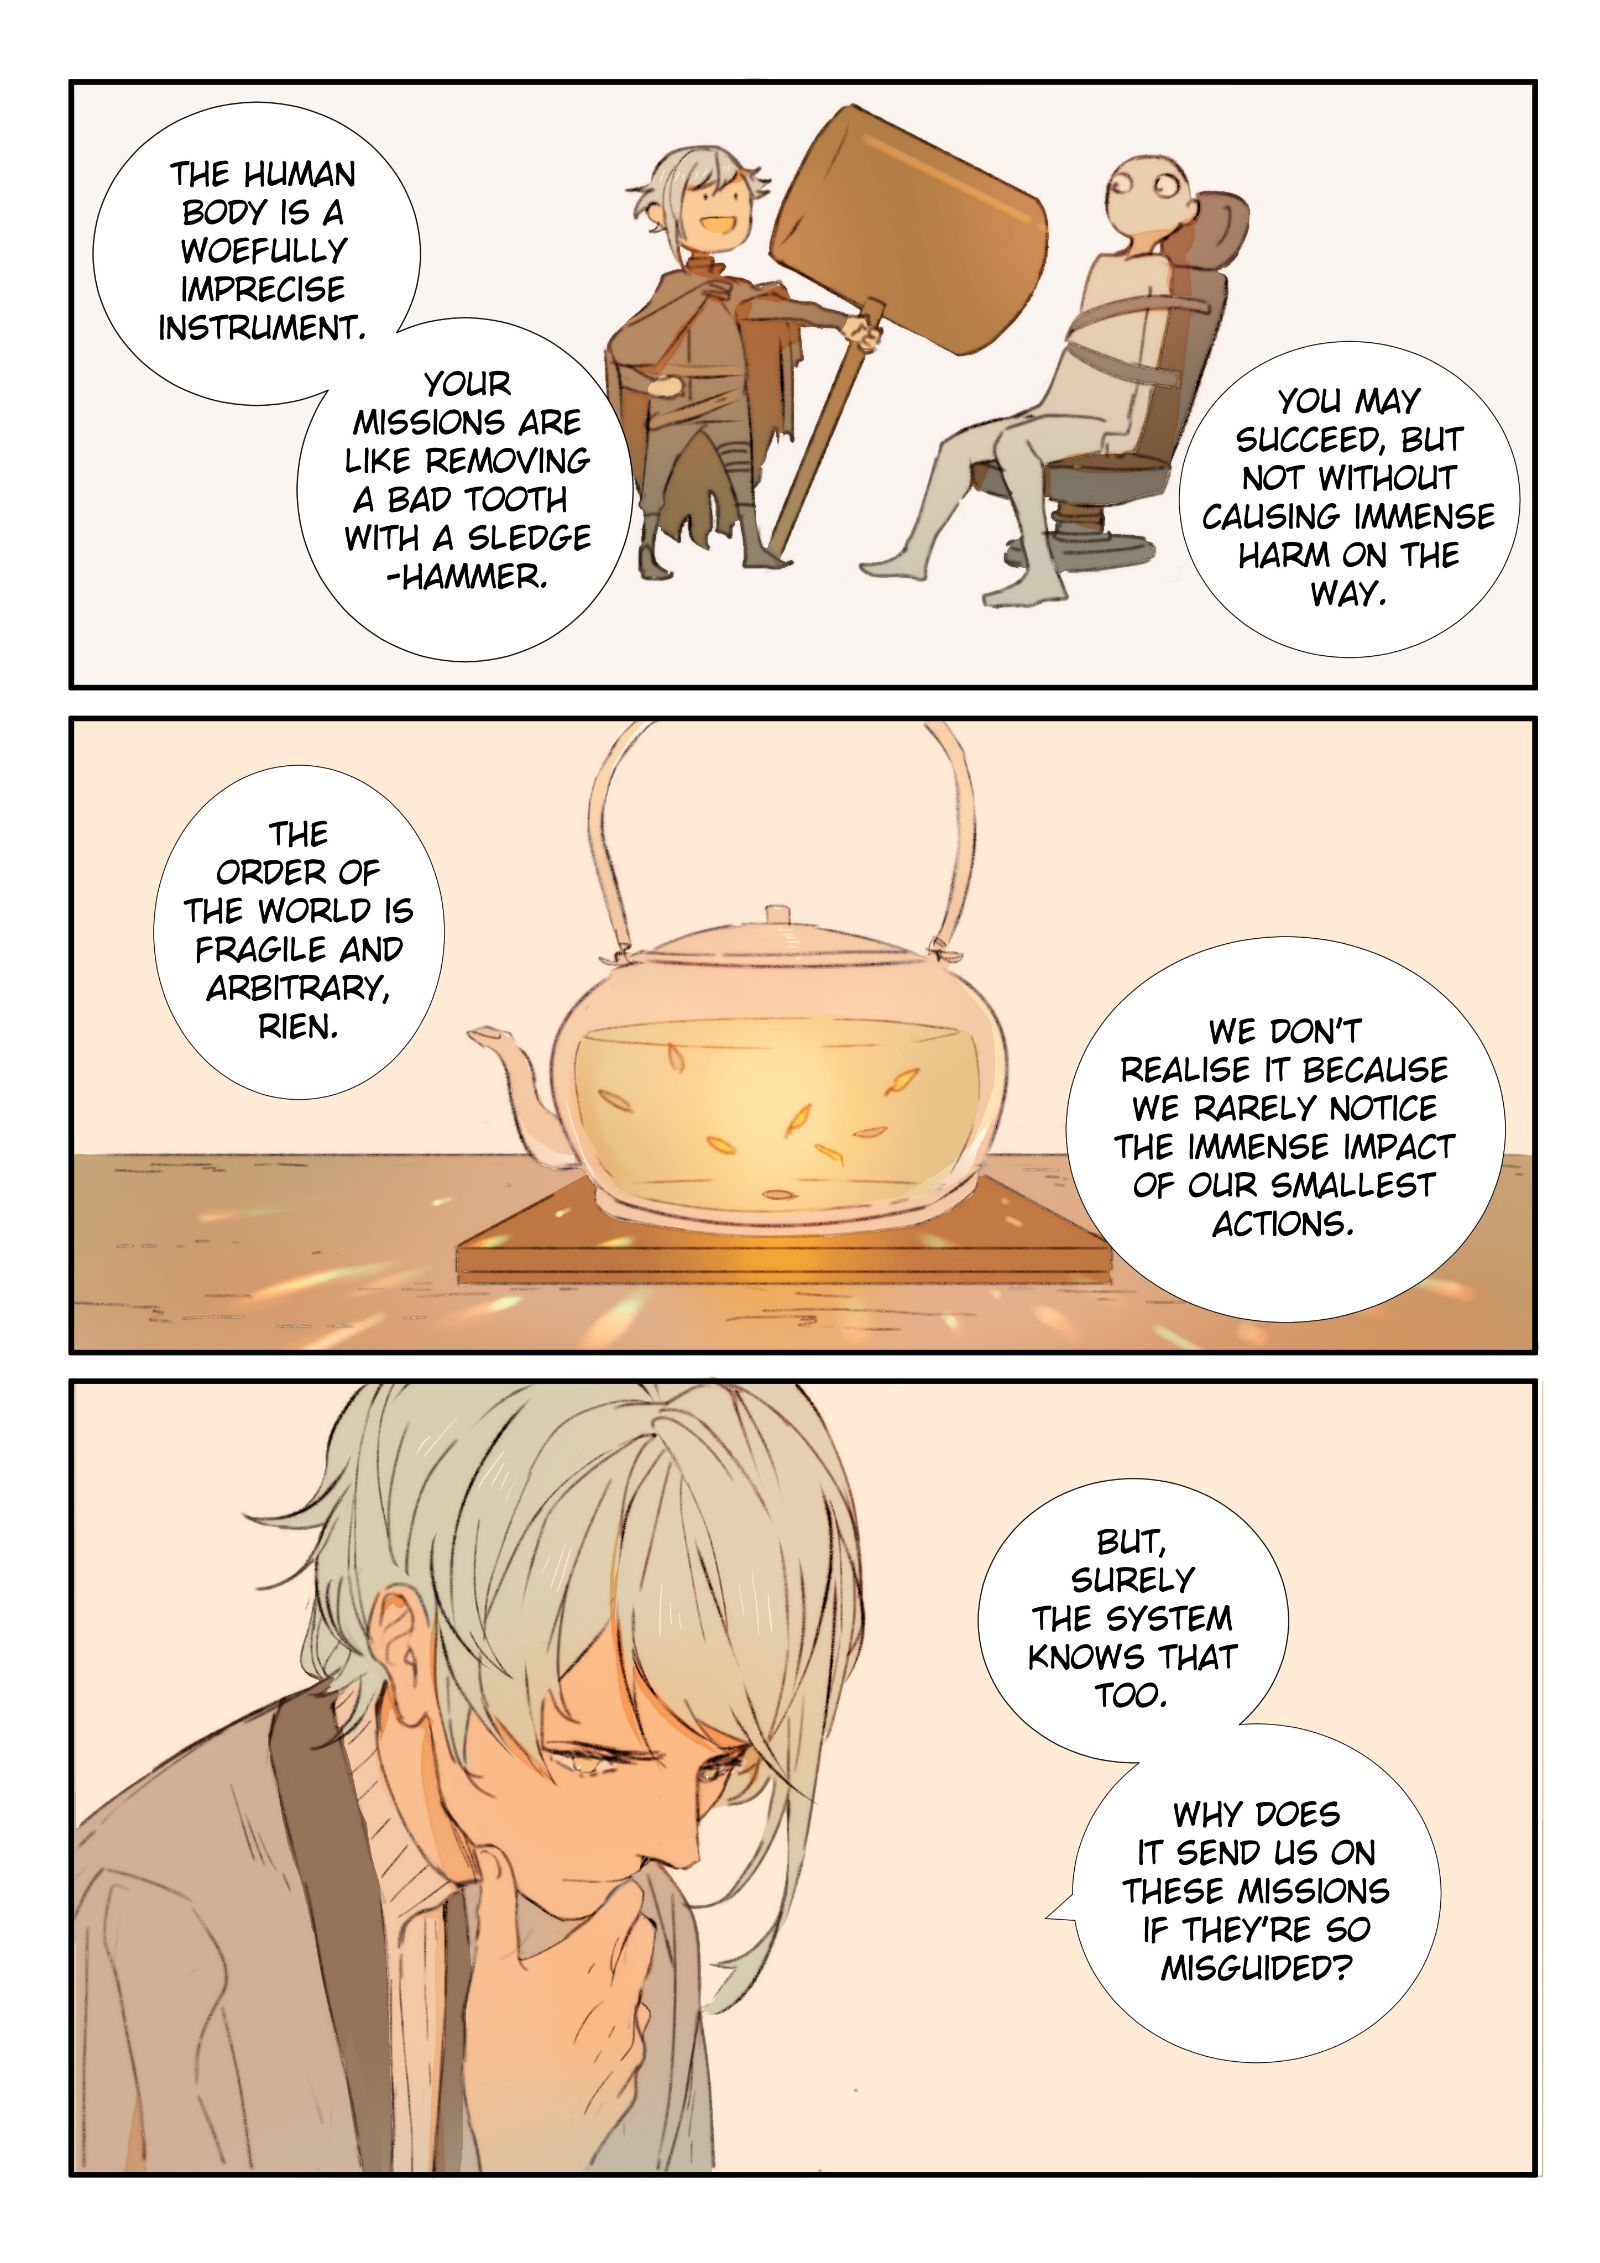 THE HUMAN
BODY IS A
WOEFULLY
IMPRECISE
INSTRUMENT.
YOUR
MISSIONS ARE
LIKE REMOVING
A BAD TOOTH
WITH A SLEDGE
-HAMMER.
YOU MAY
SUCCEED, BUT
NOT WITHOUT
CAUSING IMMENSE
HARM ON THE
WAY.
THE
ORDER OF
THE WORLD IS
FRAGILE AND
ARBITRARY,
RIEN.
WE DON'T
REALISE IT BECAUSE
WE RARELY NOTICE
THE IMMENSE IMPACT
OF OUR SMALLEST
ACTIONS.
BUT,
SURELY
THE SYSTEM
KNOWS THAT
TOO.
WHY DOES
IT SEND US ON
THESE MISSIONS
IF THEY'RE SO
MISGUIDED?